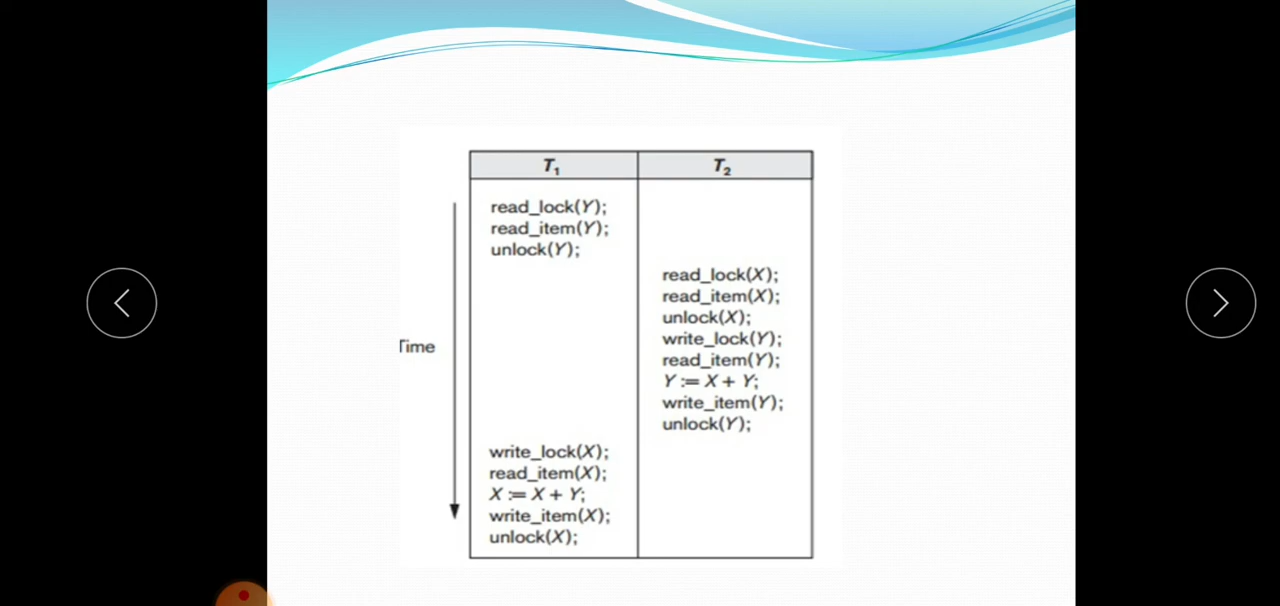 T1
T2
read_lock(Y);
read_item(Y);
unlock(Y);
read_lock(X);
read_item(X);
unlock(X);
write_lock(Y);
read_item(Y);
Y := X + Y;
write_item(Y);
unlock(Y);
Time
write_lock(X);
read_item(X);
X := X + Y;
write_item(X);
unlock(X);